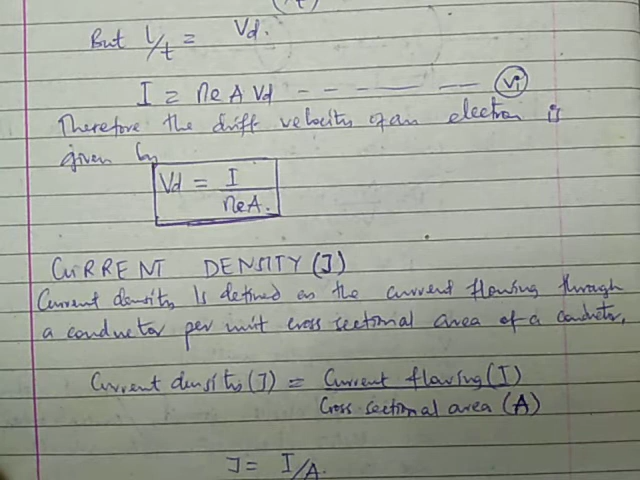 But l/t = Vd.
I = neA Vd - - - - - - - (vi)
Therefore the drift velocity of an electron is
given by
Vd = I
neA.
CURRENT DENSITY (J)
Current density is defined as the current flowing through
a conductor per unit cross sectional area of a conductor.
Current density (J) = Current flowing (I)
Cross sectional area (A)
J = I/A.